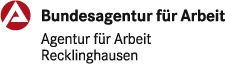 Bundesagentur für Arbeit
Agentur für Arbeit
Recklinghausen